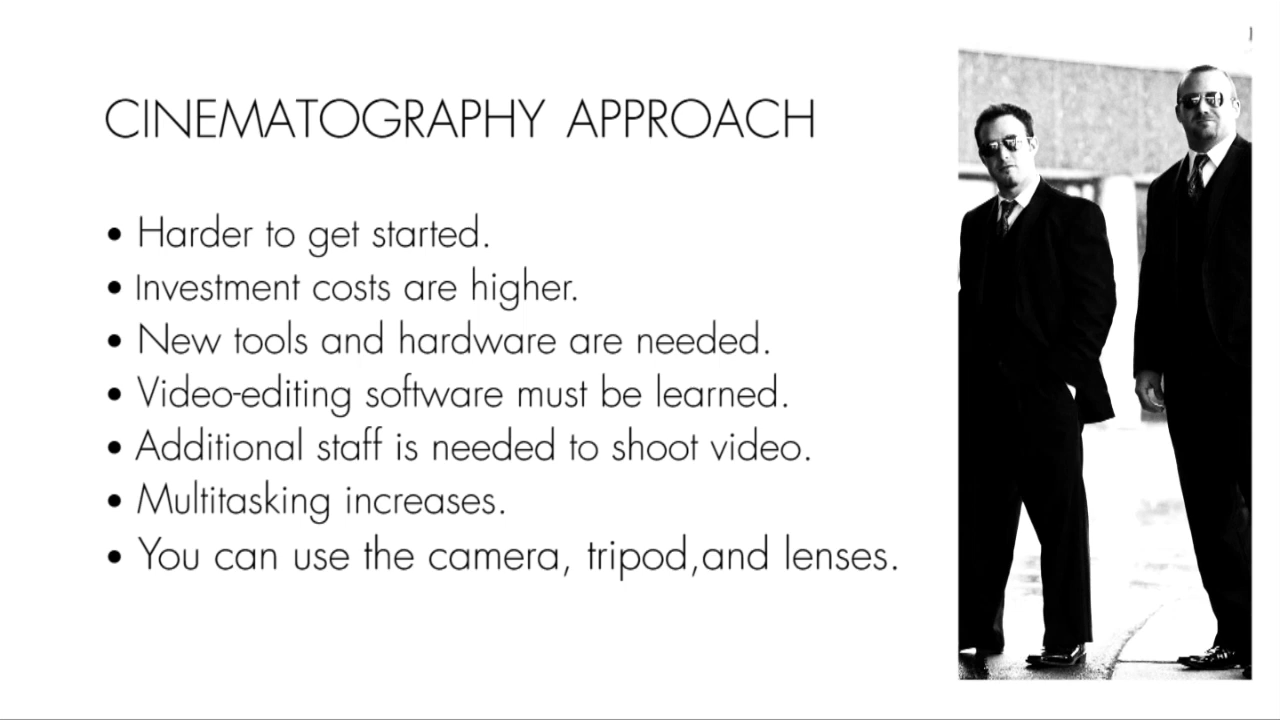 CINEMATOGRAPHY APPROACH
• Harder to get started.
• Investment costs are higher.
• New tools and hardware are needed.
• Video-editing software must be learned.
• Additional staff is needed to shoot video.
• Multitasking increases.
• You can use the camera, tripod,and lenses.